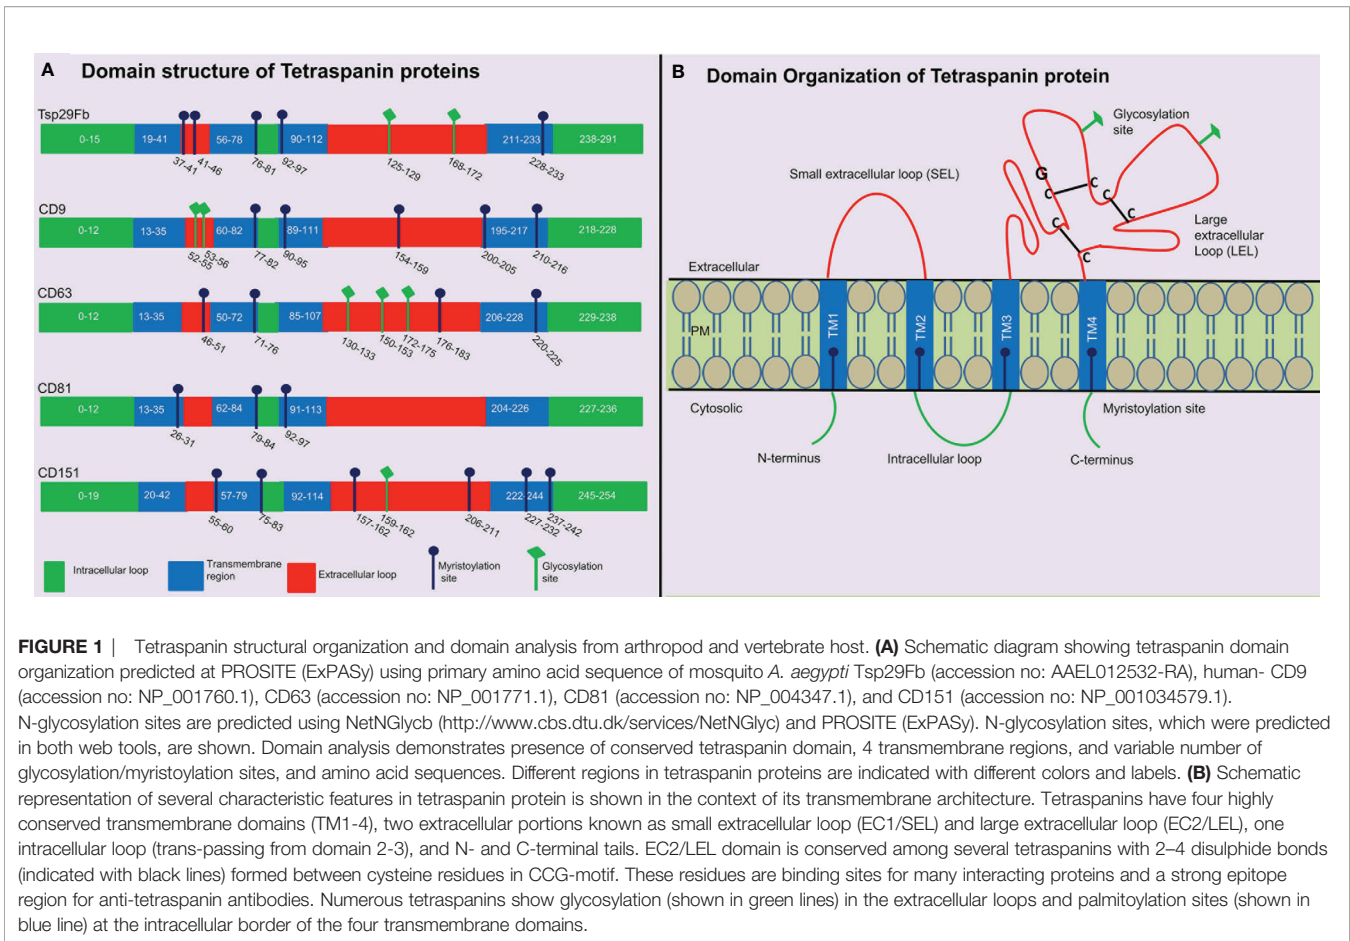 A Domain structure of Tetraspanin proteins
Tsp29Fb
0-15 19-41 56-78 90-112 211-233 238-291
37-41 41-46 76-81 92-97 125-129 168-172 228-233
CD9
0-12 13-35 60-82 89-111 195-217 218-228
52-55 53-56 77-82 90-95 154-159 200-205 210-216
CD63
0-12 13-35 50-72 85-107 206-228 229-238
46-51 71-76 130-133 150-153 172-175 176-183 220-225
CD81
0-12 13-35 62-84 91-113 204-226 227-236
26-31 79-84 92-97
CD151
0-19 20-42 57-79 92-114 222-244 245-254
55-60 75-83 157-162 159-162 206-211 227-232 237-242
Intracellular loop
Transmembrane
region
Extracellular loop
Myristoylation
site
Glycosylation
site
B Domain Organization of Tetraspanin protein
Glycosylation
site
Small extracellular loop (SEL)
G
C C
C C
C
C
Large
extracellular
Loop (LEL)
Extracellular
PM
TM1 TM2 TM3 TM4
Cytosolic
Myristoylation site
N-terminus
Intracellular loop
C-terminus
FIGURE 1 | Tetraspanin structural organization and domain analysis from arthropod and vertebrate host. (A) Schematic diagram showing tetraspanin domain
organization predicted at PROSITE (ExPASy) using primary amino acid sequence of mosquito A. aegypti Tsp29Fb (accession no: AAEL012532-RA), human- CD9
(accession no: NP_001760.1), CD63 (accession no: NP_001771.1), CD81 (accession no: NP_004347.1), and CD151 (accession no: NP_001034579.1).
N-glycosylation sites are predicted using NetNGlycb (http://www.cbs.dtu.dk/services/NetNGlyc) and PROSITE (ExPASy). N-glycosylation sites, which were predicted
in both web tools, are shown. Domain analysis demonstrates presence of conserved tetraspanin domain, 4 transmembrane regions, and variable number of
glycosylation/myristoylation sites, and amino acid sequences. Different regions in tetraspanin proteins are indicated with different colors and labels. (B) Schematic
representation of several characteristic features in tetraspanin protein is shown in the context of its transmembrane architecture. Tetraspanins have four highly
conserved transmembrane domains (TM1-4), two extracellular portions known as small extracellular loop (EC1/SEL) and large extracellular loop (EC2/LEL), one
intracellular loop (trans-passing from domain 2-3), and N- and C-terminal tails. EC2/LEL domain is conserved among several tetraspanins with 2–4 disulphide bonds
(indicated with black lines) formed between cysteine residues in CCG-motif. These residues are binding sites for many interacting proteins and a strong epitope
region for anti-tetraspanin antibodies. Numerous tetraspanins show glycosylation (shown in green lines) in the extracellular loops and palmitoylation sites (shown in
blue line) at the intracellular border of the four transmembrane domains.